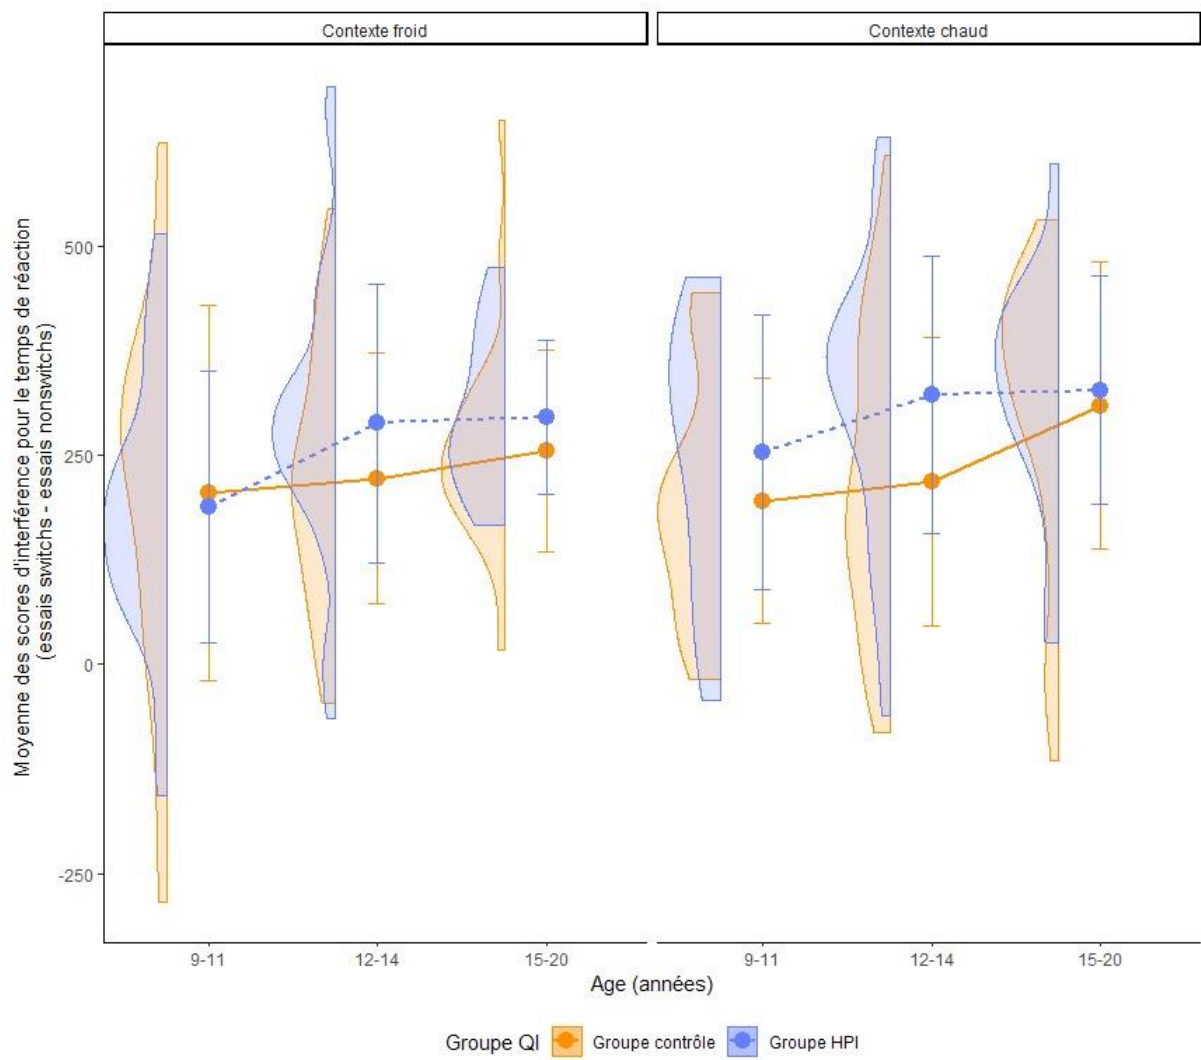 Contexte froid
Contexte chaud
Moyenne des scores d'interférence pour le temps de réaction
(essais switchs - essais nonswitchs)
500
250
0
-250
9-11
12-14
15-20
9-11
12-14
15-20
Age (années)
Groupe QI
Groupe contrôle
Groupe HPI